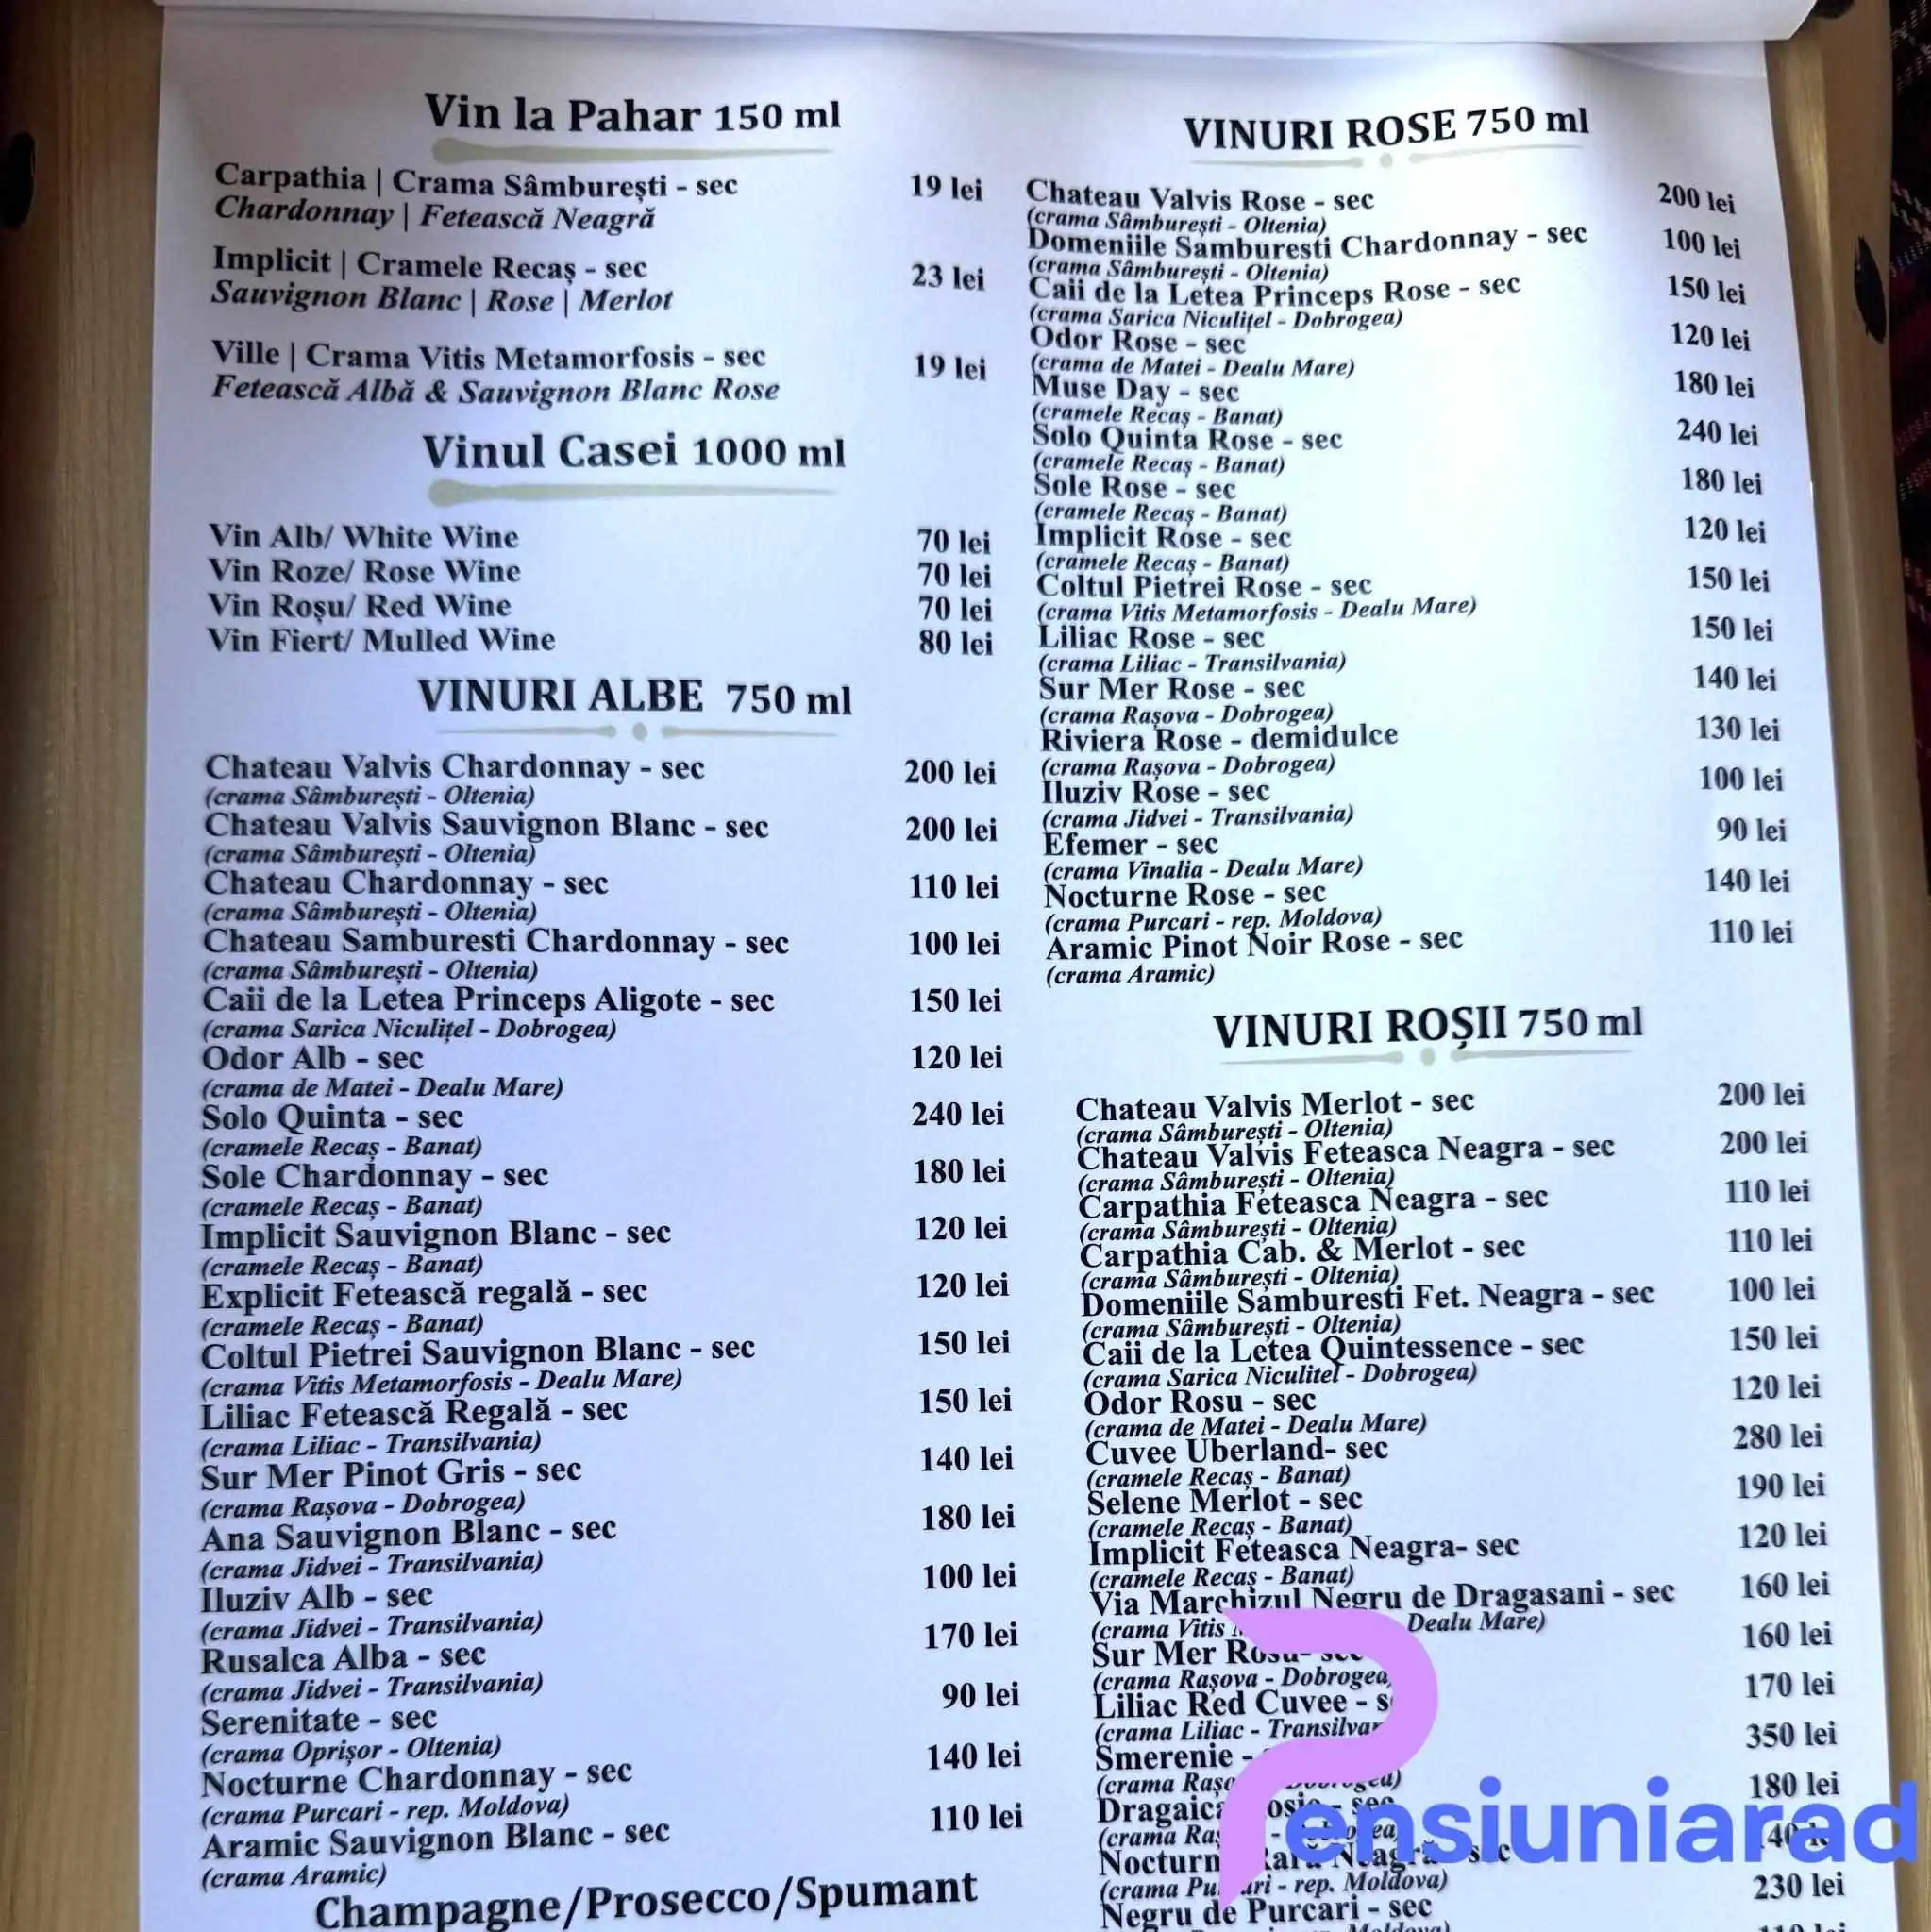 Vin la Pahar 150 ml
Carpathia | Crama Sâmburești - sec 19 lei
Chardonnay | Fetească Neagră
Implicit | Cramele Recaș - sec 23 lei
Sauvignon Blanc | Rose | Merlot
Ville | Crama Vitis Metamorfosis - sec 19 lei
Fetească Albă & Sauvignon Blanc Rose
Vinul Casei 1000 ml
Vin Alb/ White Wine 70 lei
Vin Roze/ Rose Wine 70 lei
Vin Roșu/ Red Wine 70 lei
Vin Fiert/ Mulled Wine 80 lei
VINURI ALBE 750 ml
Chateau Valvis Chardonnay - sec 200 lei
(crama Sâmburești - Oltenia)
Chateau Valvis Sauvignon Blanc - sec 200 lei
(crama Sâmburești - Oltenia)
Chateau Chardonnay - sec 110 lei
(crama Sâmburești - Oltenia)
Chateau Samburesti Chardonnay - sec 100 lei
(crama Sâmburești - Oltenia)
Caii de la Letea Princeps Aligote - sec 150 lei
(crama Sarica Niculițel - Dobrogea)
Odor Alb - sec 120 lei
(crama de Matei - Dealu Mare)
Solo Quinta - sec 240 lei
(cramele Recaș - Banat)
Sole Chardonnay - sec 180 lei
(cramele Recaș - Banat)
Implicit Sauvignon Blanc - sec 120 lei
(cramele Recaș - Banat)
Explicit Fetească regală - sec 120 lei
(cramele Recaș - Banat)
Coltul Pietrei Sauvignon Blanc - sec 150 lei
(crama Vitis Metamorfosis - Dealu Mare)
Liliac Fetească Regală - sec 150 lei
(crama Liliac - Transilvania)
Sur Mer Pinot Gris - sec 140 lei
(crama Rașova - Dobrogea)
Ana Sauvignon Blanc - sec 180 lei
(crama Jidvei - Transilvania)
Iluziv Alb - sec 100 lei
(crama Jidvei - Transilvania)
Rusalca Alba - sec 170 lei
(crama Jidvei - Transilvania)
Serenitate - sec 90 lei
(crama Oprișor - Oltenia)
Nocturne Chardonnay - sec 140 lei
(crama Purcari - rep. Moldova)
Aramic Sauvignon Blanc - sec 110 lei
(crama Aramic)
Champagne/Prosecco/Spumant
VINURI ROSE 750 ml
Chateau Valvis Rose - sec 200 lei
(crama Sâmburești - Oltenia)
Domeniile Samburesti Chardonnay - sec 100 lei
(crama Sâmburești - Oltenia)
Caii de la Letea Princeps Rose - sec 150 lei
(crama Sarica Niculițel - Dobrogea)
Odor Rose - sec 120 lei
(crama de Matei - Dealu Mare)
Muse Day - sec 180 lei
(cramele Recaș - Banat)
Solo Quinta Rose - sec 240 lei
(cramele Recaș - Banat)
Sole Rose - sec 180 lei
(cramele Recaș - Banat)
Implicit Rose - sec 120 lei
(cramele Recaș - Banat)
Coltul Pietrei Rose - sec 150 lei
(crama Vitis Metamorfosis - Dealu Mare)
Liliac Rose - sec 150 lei
(crama Liliac - Transilvania)
Sur Mer Rose - sec 140 lei
(crama Rașova - Dobrogea)
Riviera Rose - demidulce 130 lei
(crama Rașova - Dobrogea)
Iluziv Rose - sec 100 lei
(crama Jidvei - Transilvania)
Efemer - sec 90 lei
(crama Vinalia - Dealu Mare)
Nocturne Rose - sec 140 lei
(crama Purcari - rep. Moldova)
Aramic Pinot Noir Rose - sec 110 lei
(crama Aramic)
VINURI ROȘII 750 ml
Chateau Valvis Merlot - sec 200 lei
(crama Sâmburești - Oltenia)
Chateau Valvis Feteasca Neagra - sec 200 lei
(crama Sâmburești - Oltenia)
Carpathia Feteasca Neagra - sec 110 lei
(crama Sâmburești - Oltenia)
Carpathia Cab. & Merlot - sec 110 lei
(crama Sâmburești - Oltenia)
Domeniile Samburesti Fet. Neagra - sec 100 lei
(crama Sâmburești - Oltenia)
Caii de la Letea Quintessence - sec 150 lei
(crama Sarica Niculitel - Dobrogea)
Odor Rosu - sec 120 lei
(crama de Matei - Dealu Mare)
Cuvee Uberland- sec 280 lei
(cramele Recaș - Banat)
Selene Merlot - sec 190 lei
(cramele Recaș - Banat)
Implicit Feteasca Neagra- sec 120 lei
(cramele Recaș - Banat)
Via Marchizul Negru de Dragasani - sec 160 lei
(crama Vitis Dealu Mare)
Sur Mer Rosu- sec 160 lei
(crama Rașova - Dobrogea
Liliac Red Cuvee - 170 lei
(crama Liliac -
Smerenie - 350 lei
(crama
180 lei
(crama
Neagră sec
(crama rep. Moldova)
Negru de Purcari - sec 230 lei
Pensiuniarad